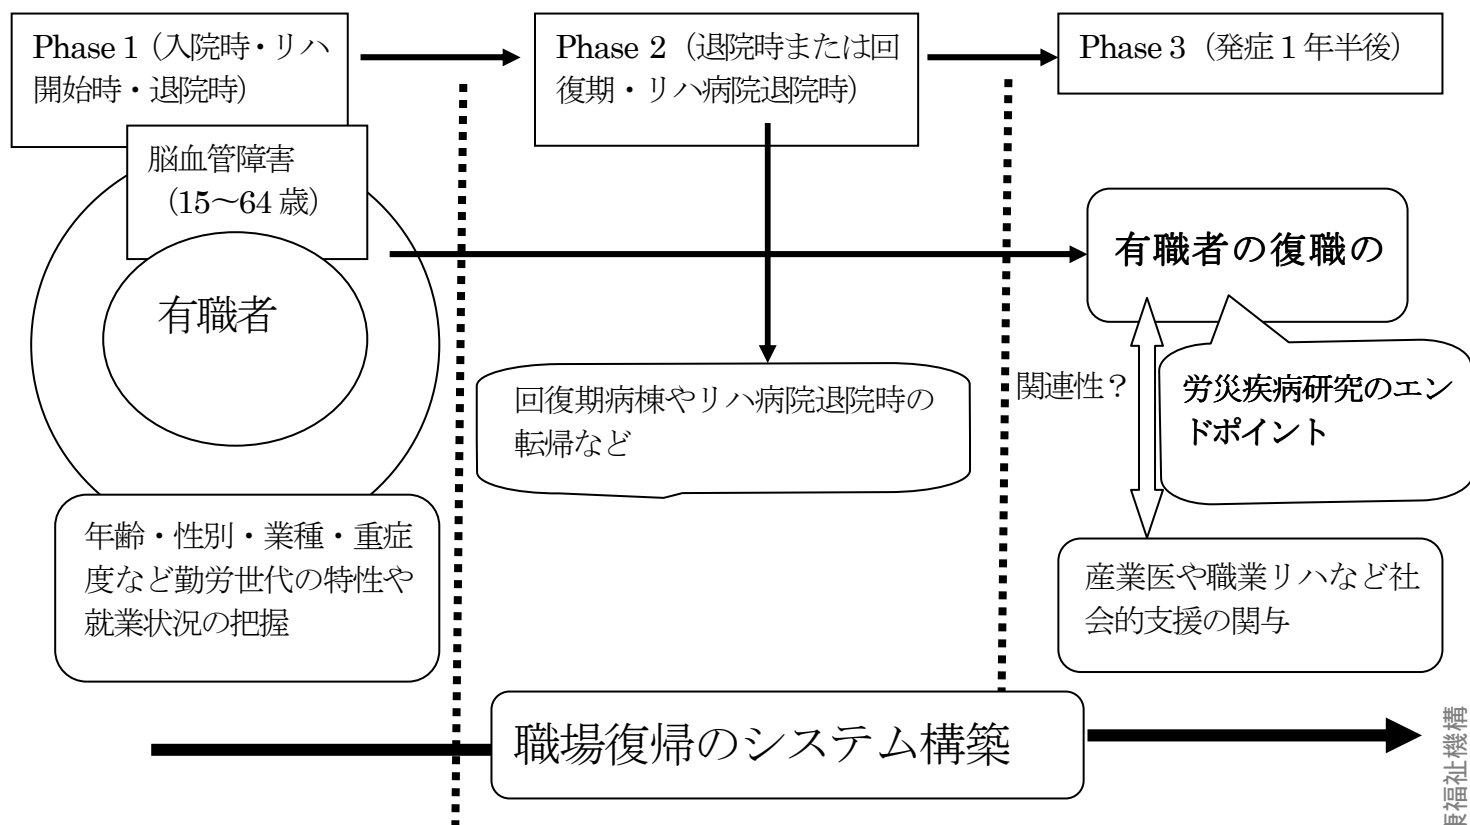 Phase 1（入院時・リハ
開始時・退院時）
Phase 2（退院時または回
復期・リハ病院退院時）
Phase 3（発症１年半後）
脳血管障害
（15～64 歳）
有職者
有職者の復職の
関連性？
労災疾病研究のエン
ドポイント
回復期病棟やリハ病院退院時の
転帰など
年齢・性別・業種・重症
度など勤労世代の特性や
就業状況の把握
産業医や職業リハなど社
会的支援の関与
職場復帰のシステム構築
康福祉機構